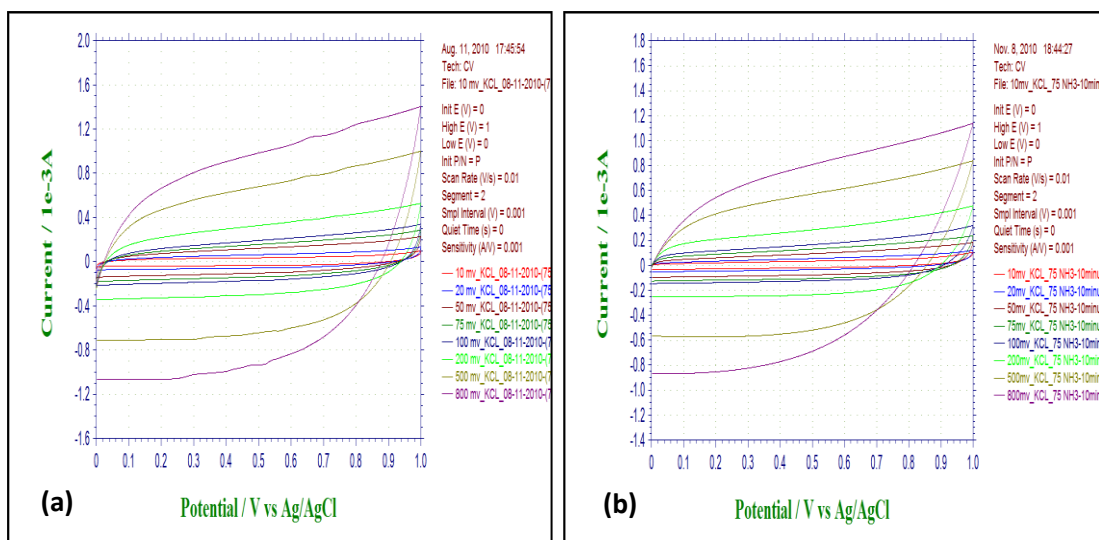 2.0
1.6
1.2
0.8
0.4
0
-0.4
-0.8
-1.2
-1.6
Current / 1e-3A
0 0.1 0.2 0.3 0.4 0.5 0.6 0.7 0.8 0.9 1.0
(a)
Potential / V vs Ag/AgCl
Aug. 11, 2010 17:45:54
Tech: CV
File: 10 mv_KCL_08-11-2010-(7
Init E (V) = 0
High E (V) = 1
Low E (V) = 0
Init P/N = P
Scan Rate (V/s) = 0.01
Segment = 2
Smpl Interval (V) = 0.001
Quiet Time (s) = 0
Sensitivity (A/V) = 0.001
10 mv_KCL_08-11-2010-(75
20 mv_KCL_08-11-2010-(75
50 mv_KCL_08-11-2010-(75
75 mv_KCL_08-11-2010-(75
100 mv_KCL_08-11-2010-(7
200 mv_KCL_08-11-2010-(7
500 mv_KCL_08-11-2010-(7
800 mv_KCL_08-11-2010-(7
1.8
1.6
1.4
1.2
1.0
0.8
0.6
0.4
0.2
0
-0.2
-0.4
-0.6
-0.8
-1.0
-1.2
-1.4
Current / 1e-3A
0 0.1 0.2 0.3 0.4 0.5 0.6 0.7 0.8 0.9 1.0
(b)
Potential / V vs Ag/AgCl
Nov. 8, 2010 18:44:27
Tech: CV
File: 10mv_KCL_75 NH3-10min
Init E (V) = 0
High E (V) = 1
Low E (V) = 0
Init P/N = P
Scan Rate (V/s) = 0.01
Segment = 2
Smpl Interval (V) = 0.001
Quiet Time (s) = 0
Sensitivity (A/V) = 0.001
10mv_KCL_75 NH3-10minu
20mv_KCL_75 NH3-10minu
50mv_KCL_75 NH3-10minu
75mv_KCL_75 NH3-10minu
100mv_KCL_75 NH3-10min
200mv_KCL_75 NH3-10min
500mv_KCL_75 NH3-10min
800mv_KCL_75 NH3-10min